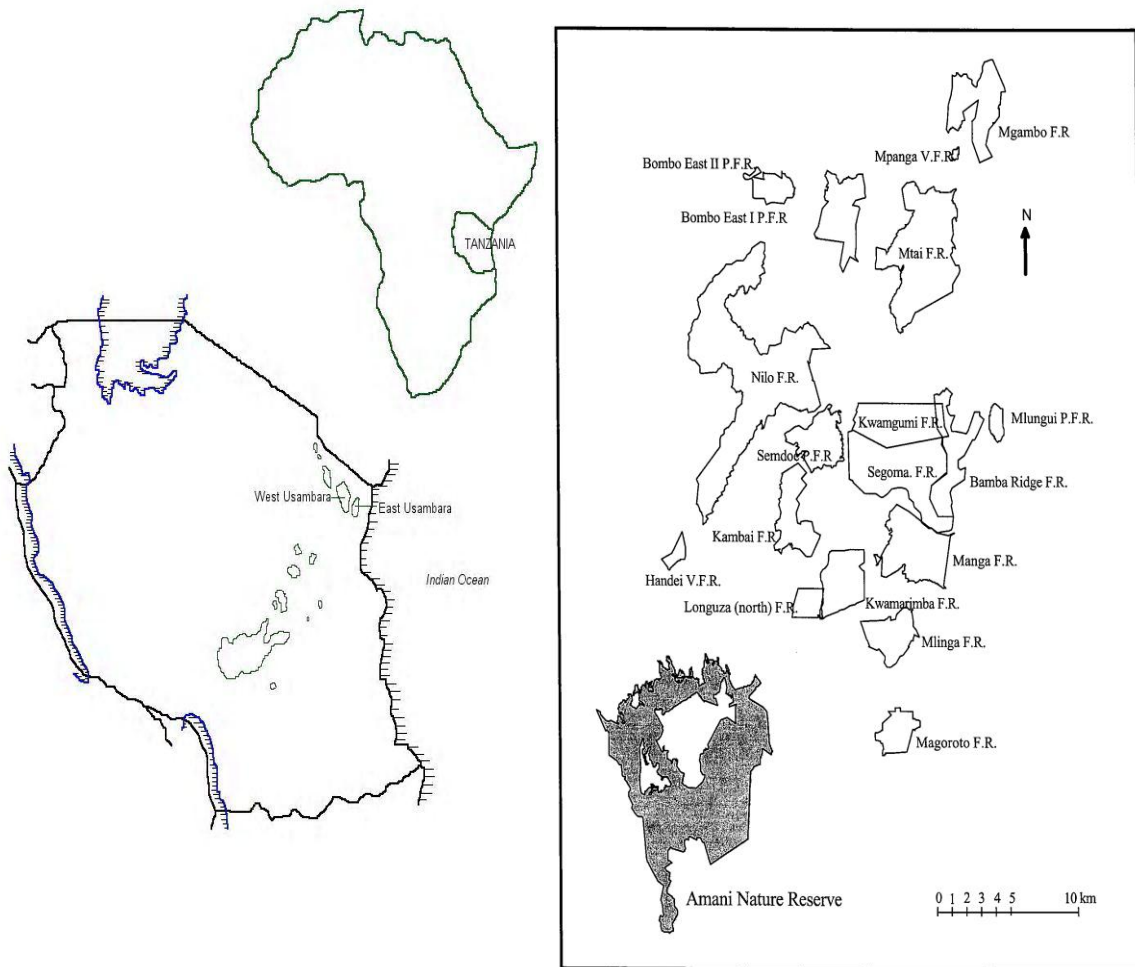 TANZANIA
West Usambara
East Usambara
Indian Ocean
Mgambo F.R
Mpanga V.F.R.
Bombo East II P.F.R.
Bombo East I P.F.R
N
Mtai F.R.
Nilo F.R.
Kwamgumi F.R.
Mlungui P.F.R.
Semdoe P.F.R
Segoma. F.R.
Bamba Ridge F.R.
Kambai F.R.
Manga F.R.
Handei V.F.R.
Longuza (north) F.R.
Kwamarimba F.R.
Mlinga F.R.
Magoroto F.R.
Amani Nature Reserve
0 1 2 3 4 5 10 km